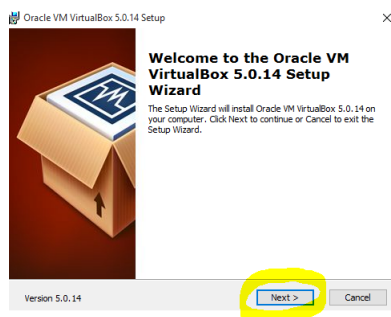 Oracle VM VirtualBox 5.0.14 Setup
Welcome to the Oracle VM
VirtualBox 5.0.14 Setup
Wizard
The Setup Wizard will install Oracle VM VirtualBox 5.0.14 on
your computer. Click Next to continue or Cancel to exit the
Setup Wizard.
Version 5.0.14
Next >
Cancel